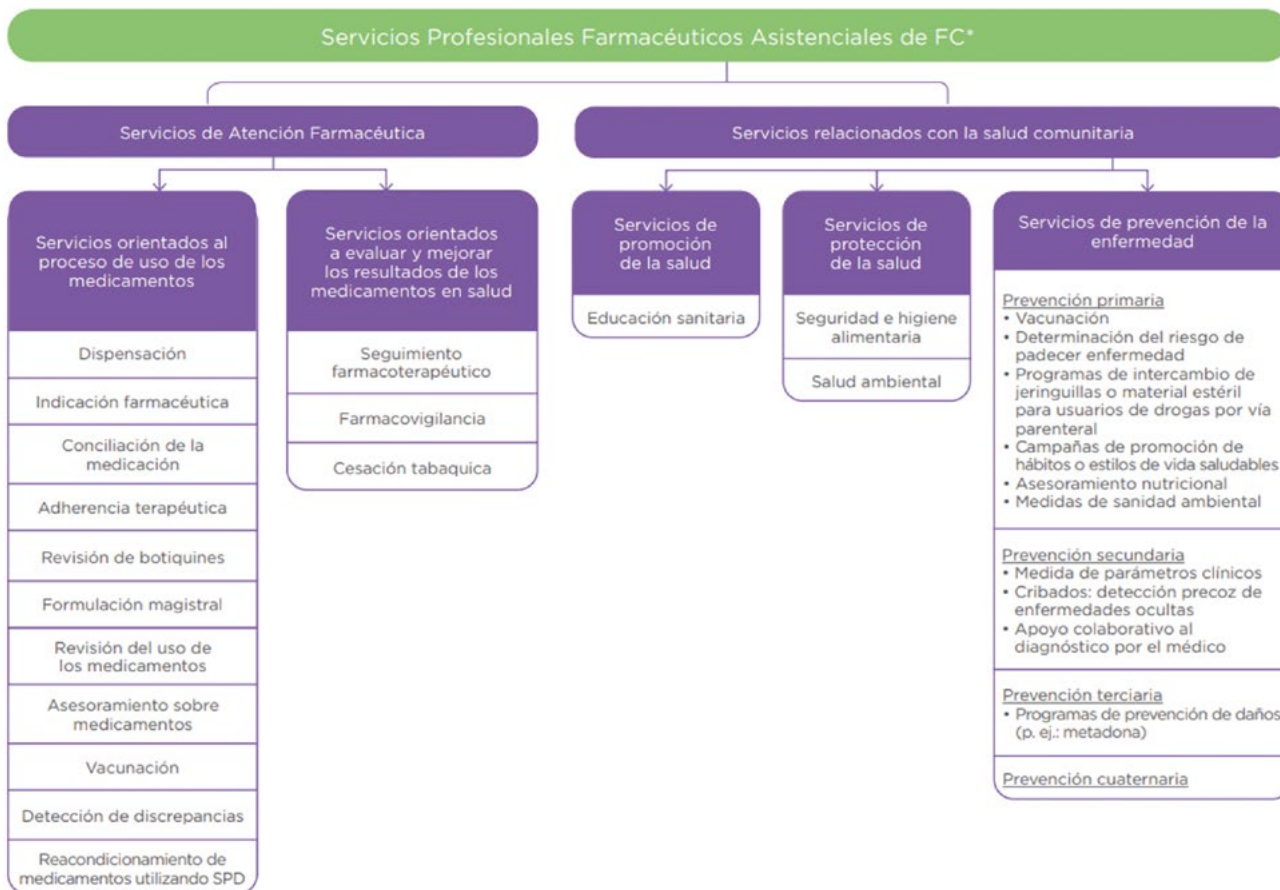 Servicios Profesionales Farmacéuticos Asistenciales de FC*
Servicios de Atención Farmacéutica
Servicios orientados al
proceso de uso de los
medicamentos
Dispensación
Indicación farmacéutica
Conciliación de la
medicación
Adherencia terapéutica
Revisión de botiquines
Formulación magistral
Revisión del uso de
los medicamentos
Asesoramiento sobre
medicamentos
Vacunación
Detección de discrepancias
Reacondicionamiento de
medicamentos utilizando SPD
Servicios orientados
a evaluar y mejorar
los resultados de los
medicamentos en salud
Seguimiento
farmacoterapéutico
Farmacovigilancia
Cesación tabaquica
Servicios relacionados con la salud comunitaria
Servicios de
promoción
de la salud
Educación sanitaria
Servicios de
protección
de la salud
Seguridad e higiene
alimentaria
Salud ambiental
Servicios de prevención de la
enfermedad
Prevención primaria
• Vacunación
• Determinación del riesgo de
padecer enfermedad
• Programas de intercambio de
jeringuillas o material estéril
para usuarios de drogas por vía
parenteral
• Campañas de promoción de
hábitos o estilos de vida saludables
• Asesoramiento nutricional
• Medidas de sanidad ambiental
Prevención secundaria
• Medida de parámetros clínicos
• Cribados: detección precoz de
enfermedades ocultas
• Apoyo colaborativo al
diagnóstico por el médico
Prevención terciaria
• Programas de prevención de daños
(p. ej.: metadona)
Prevención cuaternaria